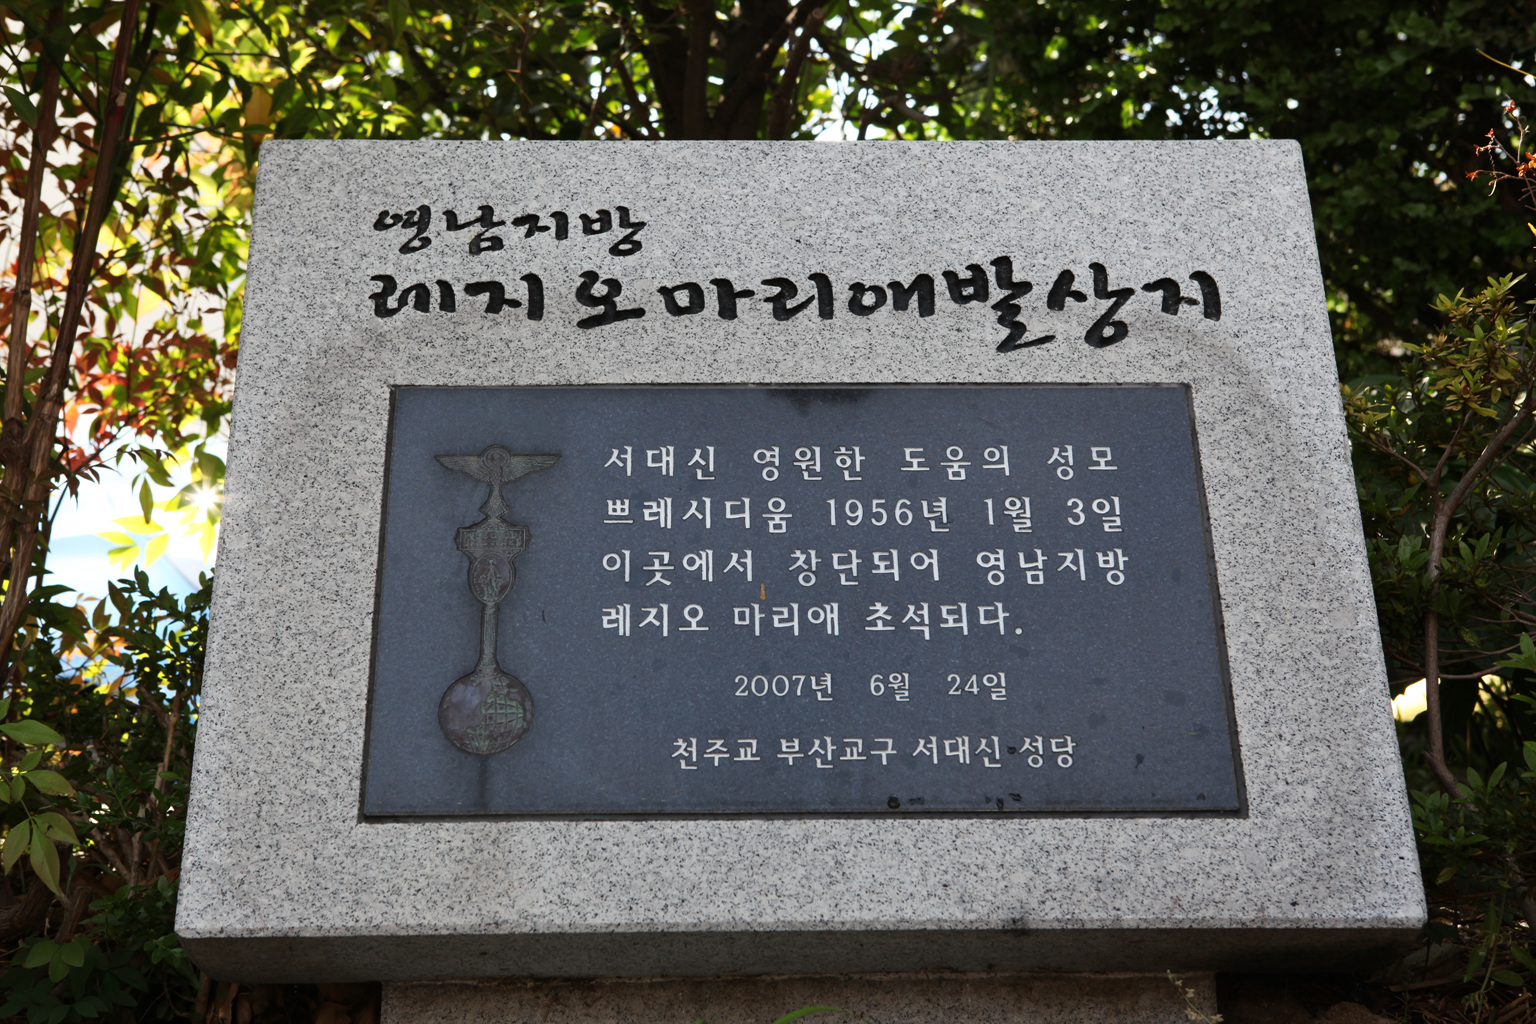 영남지방
레지오마리애발상지
서대신 영원한 도움의 성모
쁘레시디움 1956년 1월 3일
이곳에서 창단되어 영남지방
레지오 마리애 초석되다.
2007년 6월 24일
천주교 부산교구 서대신 성당